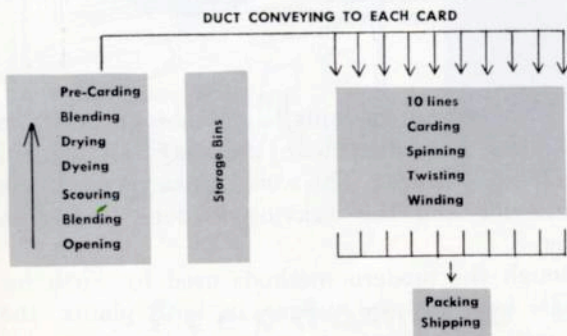 DUCT CONVEYING TO EACH CARD
Pre-Carding
Blending
Drying
Dyeing
Scouring
Blending
Opening
Storage Bins
10 lines
Carding
Spinning
Twisting
Winding
Packing
Shipping